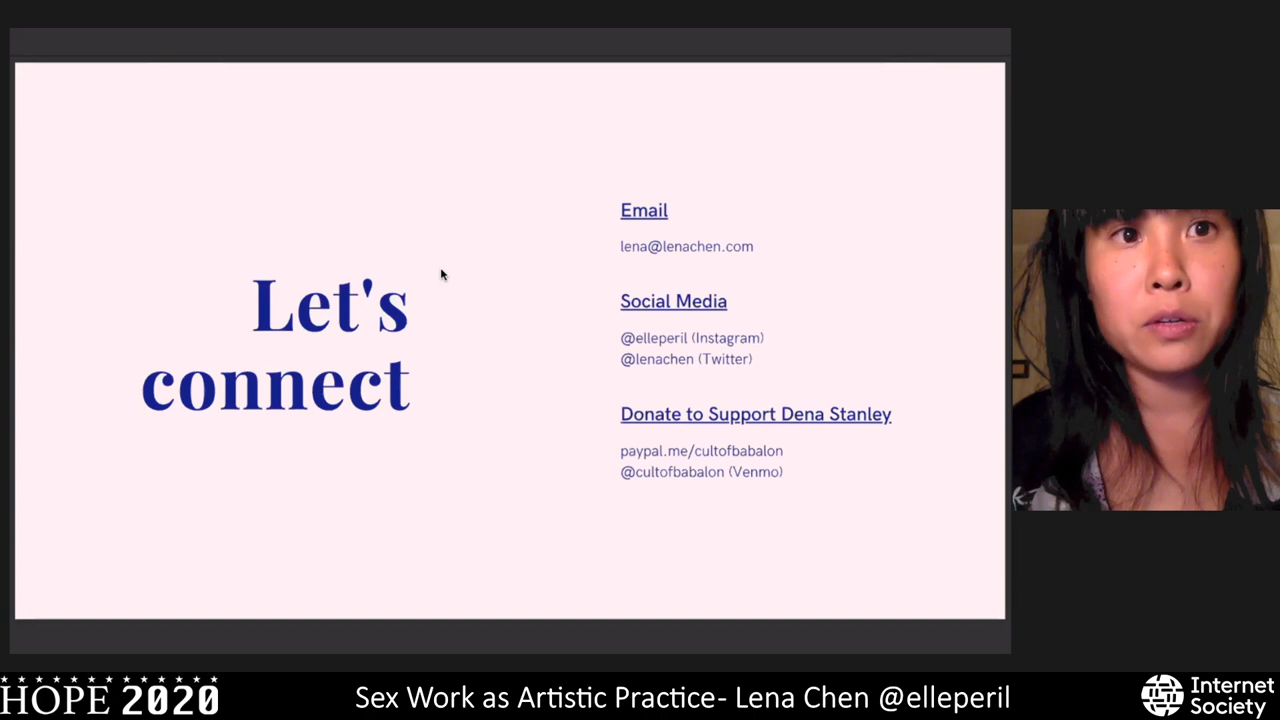 Let's
connect
Email
lena@lenachen.com
Social Media
@elleperil (Instagram)
@lenachen (Twitter)
Donate to Support Dena Stanley
paypal.me/cultofbabalon
@cultofbabalon (Venmo)
HOPE 2020
Sex Work as Artistic Practice- Lena Chen @elleperil
Internet
Society